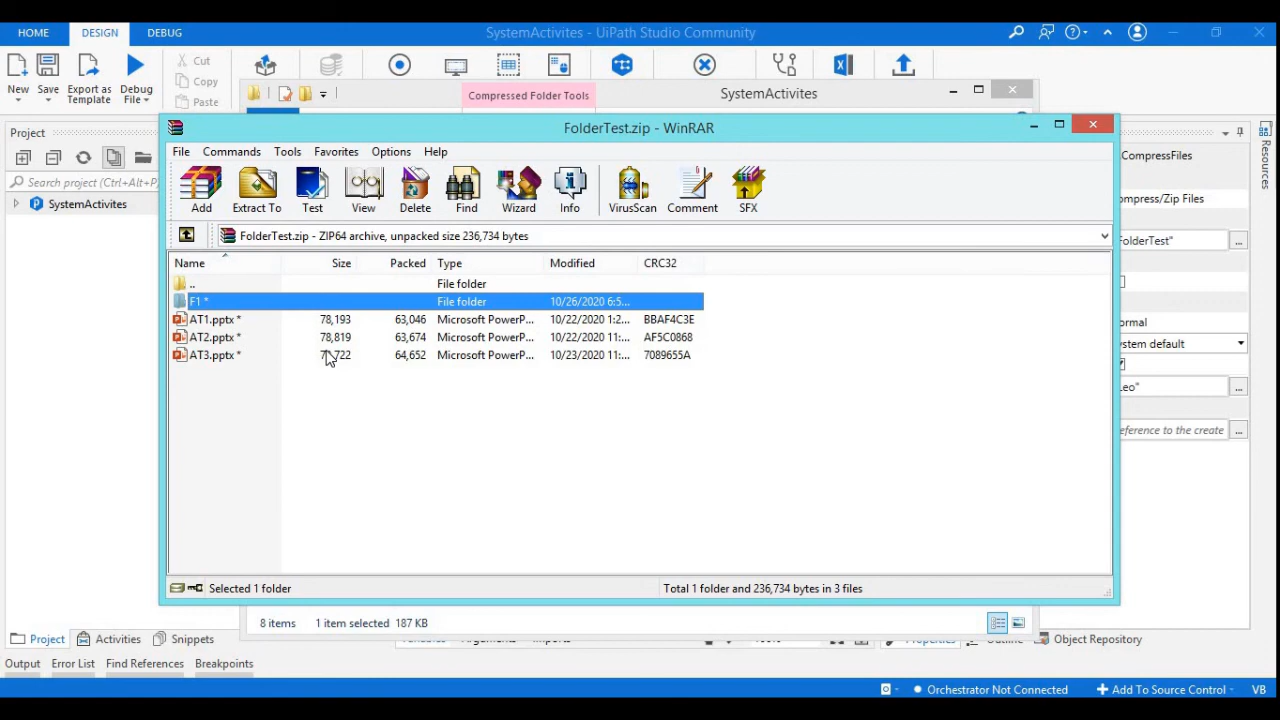 HOME
DESIGN
DEBUG
SystemActivites - UiPath Studio Community
New
Save
Export as
Template
Debug
File
Cut
Copy
Paste
Compressed Folder Tools
SystemActivites
Project
Search project (Ctrl+Alt+P)
SystemActivites
FolderTest.zip - WinRAR
File Commands Tools Favorites Options Help
Add Extract To Test View Delete Find Wizard Info VirusScan Comment SFX
FolderTest.zip - ZIP64 archive, unpacked size 236,734 bytes
Name Size Packed Type Modified CRC32
.. File folder
F1 * File folder 10/26/2020 6:5...
AT1.pptx * 78,193 63,046 Microsoft PowerP... 10/22/2020 1:2... BBAF4C3E
AT2.pptx * 78,819 63,674 Microsoft PowerP... 10/22/2020 11:... AF5C0868
AT3.pptx * 722 64,652 Microsoft PowerP... 10/23/2020 11:... 7089655A
Selected 1 folder
Total 1 folder and 236,734 bytes in 3 files
8 items 1 item selected 187 KB
CompressFiles
ompress/Zip Files
olderTest" ...
ormal
stem default
eo" ...
eference to the create ...
Resources
Project Activities Snippets
Properties Outline Object Repository
Output Error List Find References Breakpoints
Orchestrator Not Connected
Add To Source Control
VB